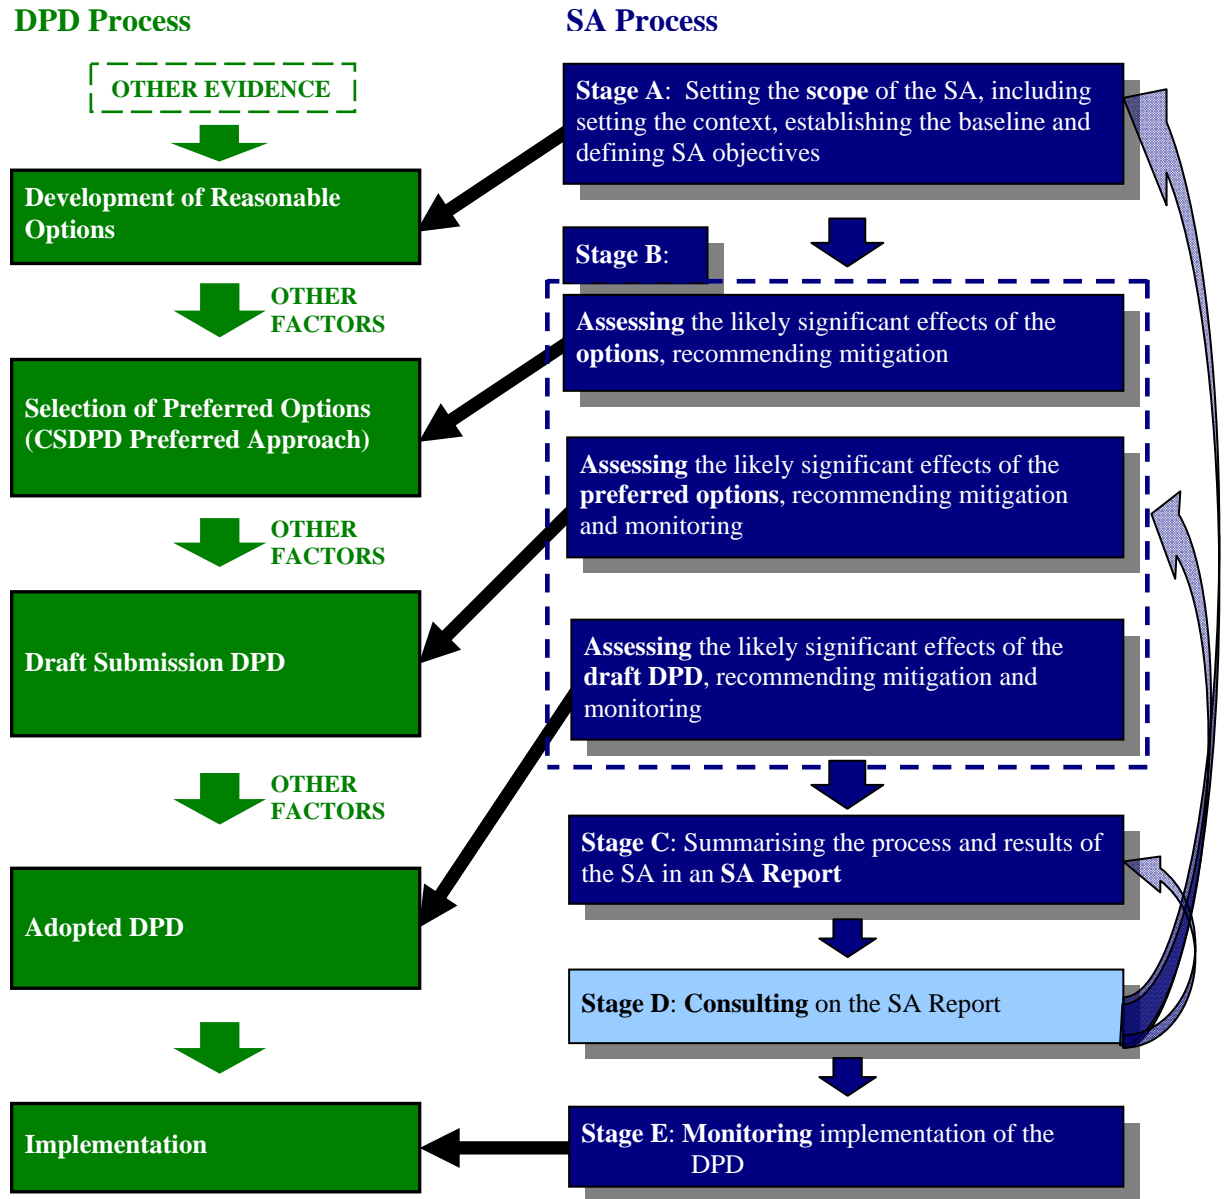 DPD Process
OTHER EVIDENCE
Development of Reasonable
Options
OTHER
FACTORS
Selection of Preferred Options
(CSDPD Preferred Approach)
OTHER
FACTORS
Draft Submission DPD
OTHER
FACTORS
Adopted DPD
Implementation
SA Process
Stage A: Setting the scope of the SA, including
setting the context, establishing the baseline and
defining SA objectives
Stage B:
Assessing the likely significant effects of the
options, recommending mitigation
Assessing the likely significant effects of the
preferred options, recommending mitigation
and monitoring
Assessing the likely significant effects of the
draft DPD, recommending mitigation and
monitoring
Stage C: Summarising the process and results of
the SA in an SA Report
Stage D: Consulting on the SA Report
Stage E: Monitoring implementation of the
DPD